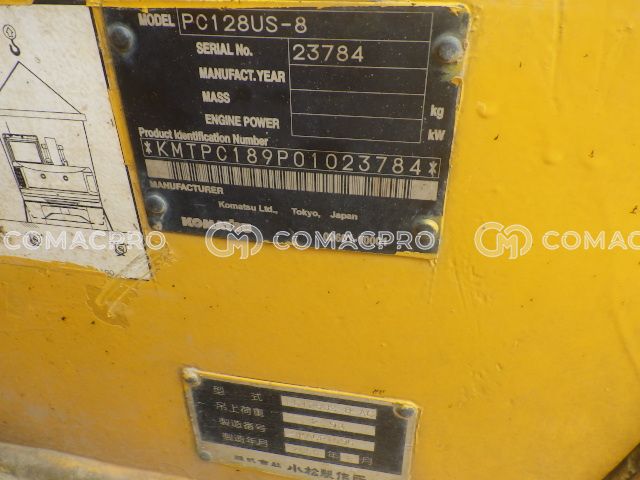 MODEL PC128US-8
SERIAL No. 23784
MANUFACT.YEAR
MASS kg
ENGINE POWER kW
Product Identification Number
*KMTPC189P01023784*
MANUFACTURER
Komatsu Ltd., Tokyo, Japan
KOMATSU
COMACPRO COMACPRO COMACPRO
型式
吊上荷重
製造番号
製造年月 年 月
株式会社 小松製作所